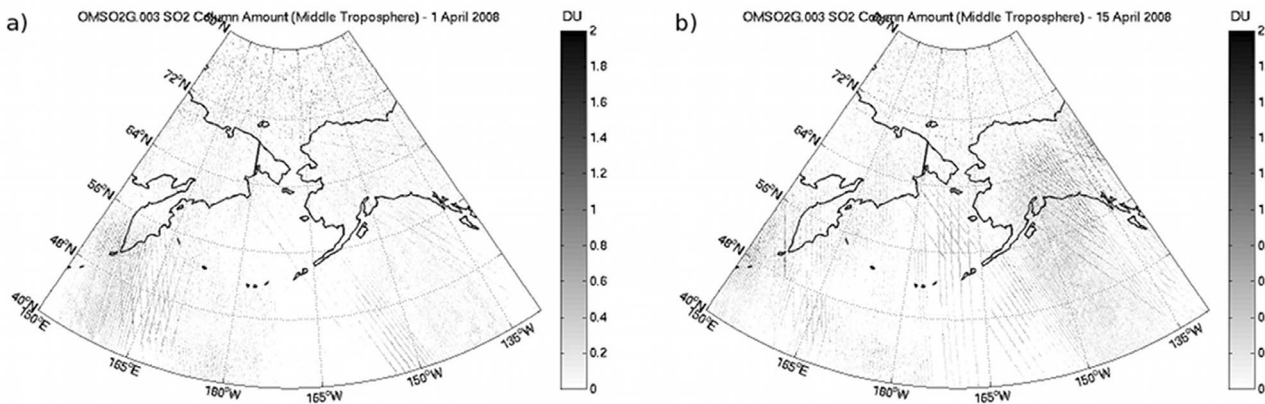 a)
OMSO2G.003 SO2 Column Amount (Middle Troposphere) - 1 April 2008
DU
2
1.8
1.6
1.4
1.2
1
0.8
0.6
0.4
0.2
0
72°N
64°N
56°N
48°N
40°N
150°E
165°E
180°W
165°W
150°W
135°W
b)
OMSO2G.003 SO2 Column Amount (Middle Troposphere) - 15 April 2008
DU
2
1.
1.
1.
1.
1
0.
0.
0.
0.
0
72°N
64°N
56°N
48°N
40°N
150°E
165°E
180°W
165°W
150°W
135°W